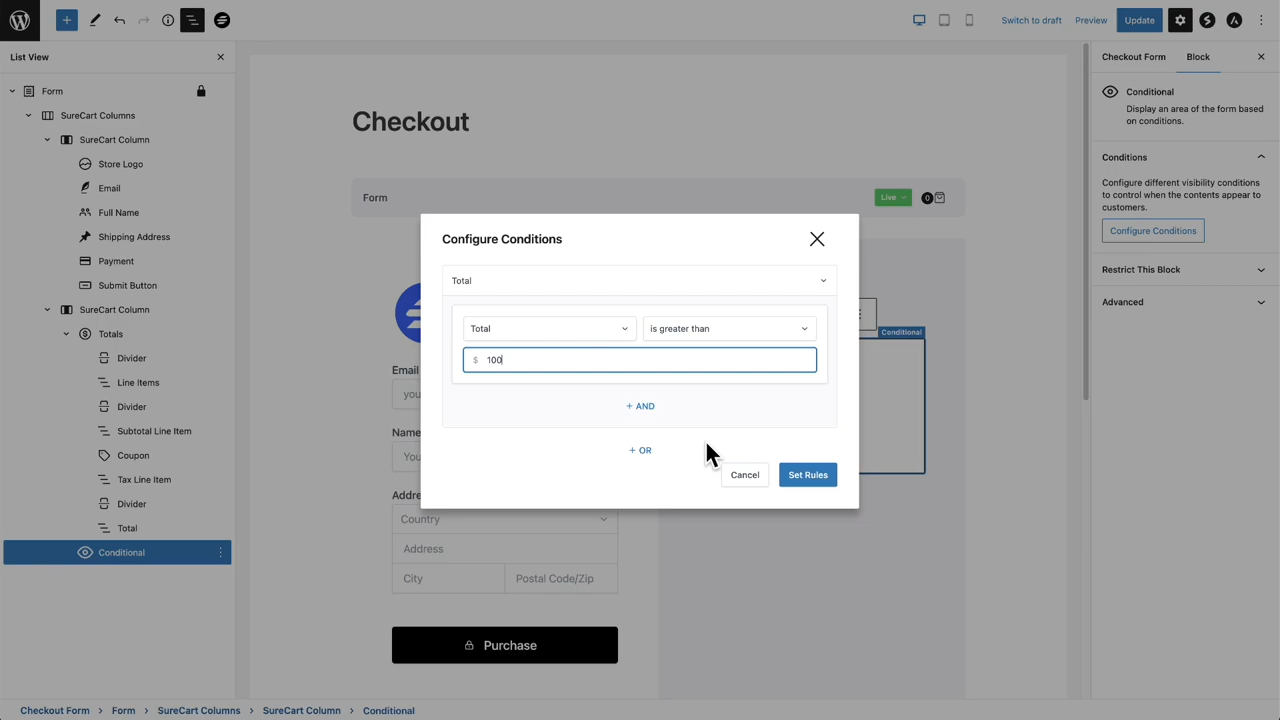 Switch to draft
Preview
Update
List View
Form
SureCart Columns
SureCart Column
Store Logo
Email
Full Name
Shipping Address
Payment
Submit Button
SureCart Column
Totals
Divider
Line Items
Divider
Subtotal Line Item
Coupon
Tax Line Item
Divider
Total
Conditional
Checkout
Form
Live
0
Configure Conditions
Total
Total
is greater than
$ 100
+ AND
+ OR
Cancel
Set Rules
Conditional
Email
Country
Address
City
Postal Code/Zip
Purchase
Checkout Form
Block
Conditional
Display an area of the form based
on conditions.
Conditions
Configure different visibility conditions
to control when the contents appear to
customers.
Configure Conditions
Restrict This Block
Advanced
Checkout Form > Form > SureCart Columns > SureCart Column > Conditional